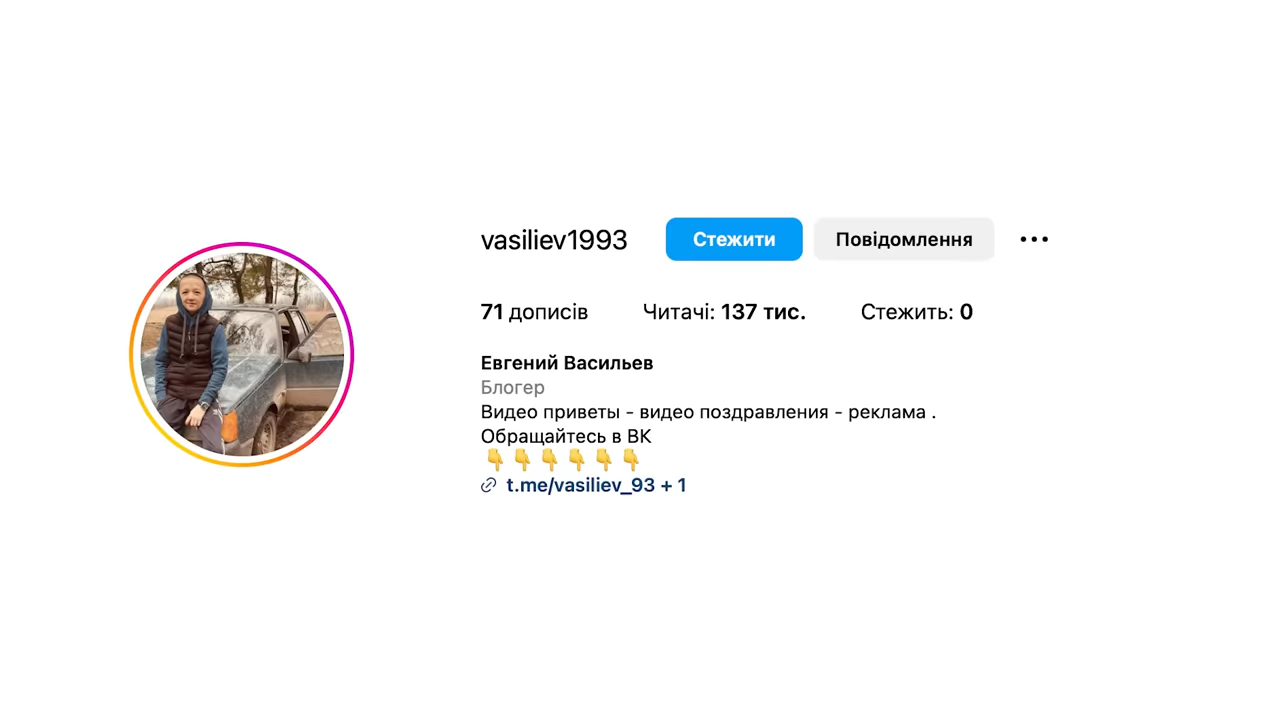 vasiliev1993 Стежити Повідомлення
71 дописів Читачі: 137 тис. Стежить: 0
Евгений Васильев
Блогер
Видео приветы - видео поздравления - реклама .
Обращайтесь в ВК
👇👇👇👇👇👇
t.me/vasiliev_93 + 1